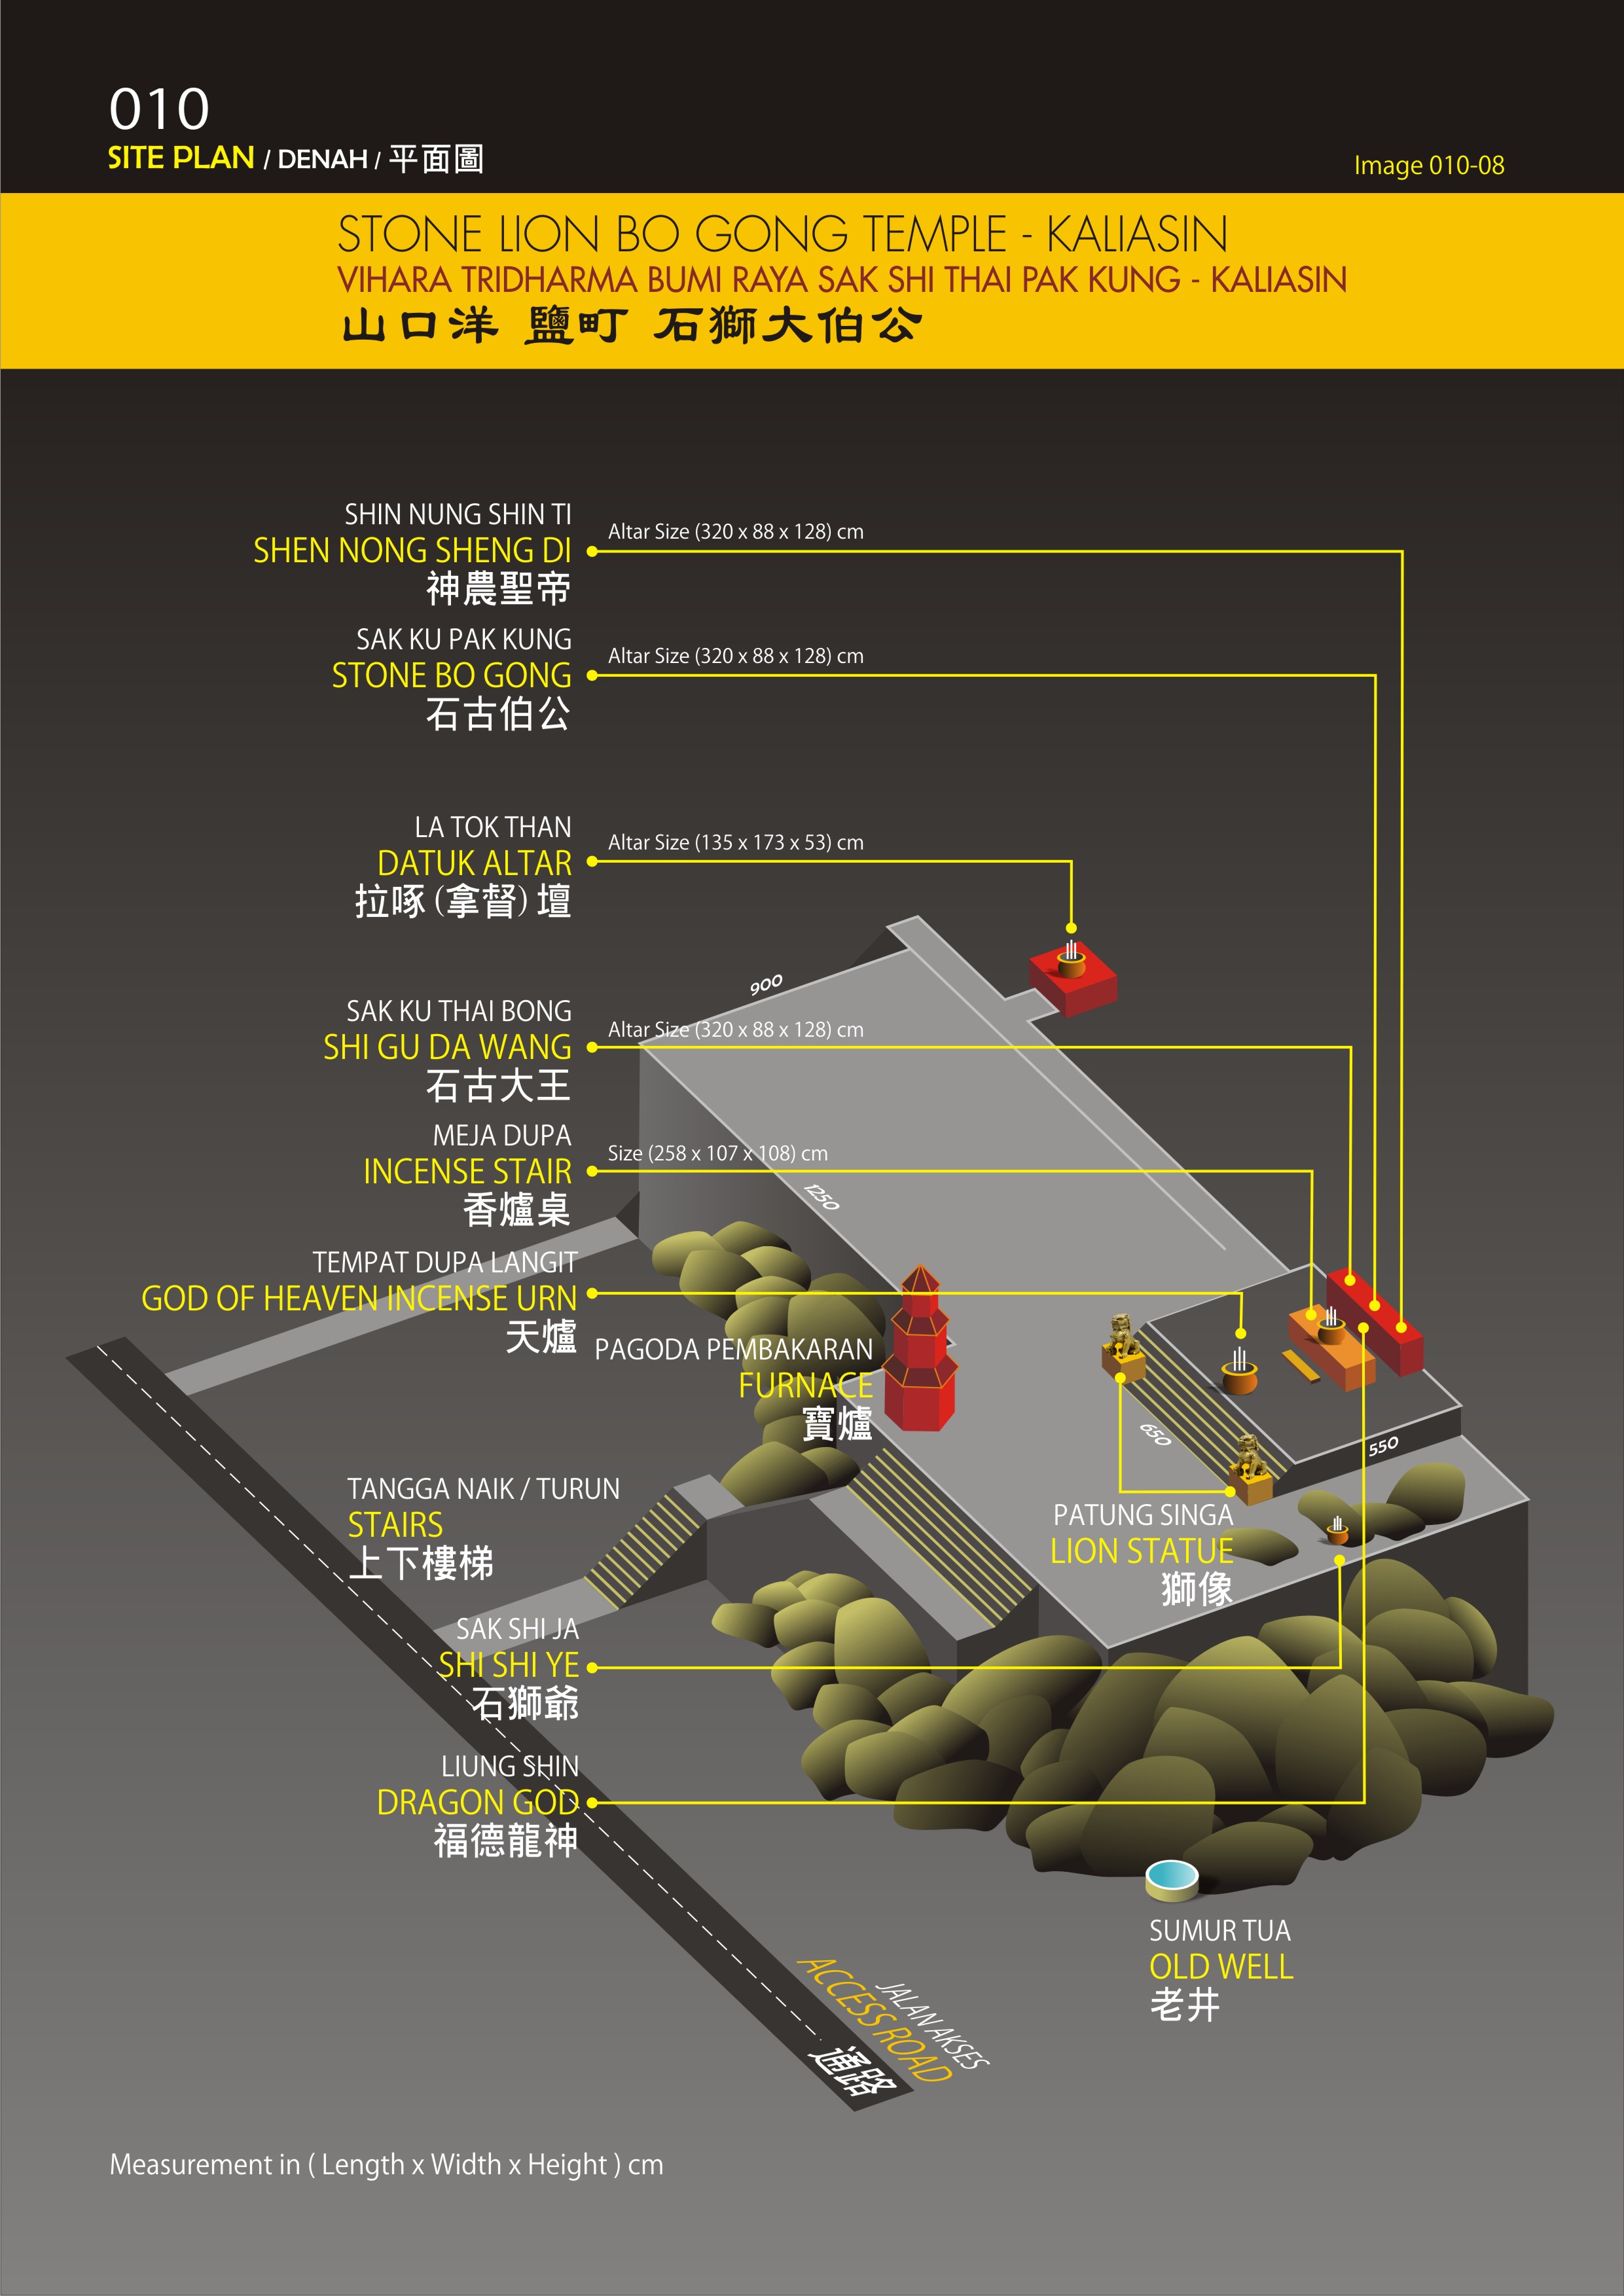 010
SITE PLAN / DENAH / 平面圖
Image 010-08
STONE LION BO GONG TEMPLE - KALIASIN
VIHARA TRIDHARMA BUMI RAYA SAK SHI THAI PAK KUNG - KALIASIN
山口洋 鹽町 石獅大伯公
SHIN NUNG SHIN TI
SHEN NONG SHENG DI
神農聖帝
Altar Size (320 x 88 x 128) cm
SAK KU PAK KUNG
STONE BO GONG
石古伯公
Altar Size (320 x 88 x 128) cm
LA TOK THAN
DATUK ALTAR
拉啄 (拿督) 壇
Altar Size (135 x 173 x 53) cm
900
SAK KU THAI BONG
SHI GU DA WANG
石古大王
Altar Size (320 x 88 x 128) cm
MEJA DUPA
INCENSE STAIR
香爐桌
Size (258 x 107 x 108) cm
1250
TEMPAT DUPA LANGIT
GOD OF HEAVEN INCENSE URN
天爐
PAGODA PEMBAKARAN
FURNACE
寶爐
650
550
TANGGA NAIK / TURUN
STAIRS
上下樓梯
PATUNG SINGA
LION STATUE
獅像
SAK SHI JA
SHI SHI YE
石獅爺
LIUNG SHIN
DRAGON GOD
福德龍神
SUMUR TUA
OLD WELL
老井
JALAN AKSES
ACCESS ROAD
通路
Measurement in ( Length x Width x Height ) cm